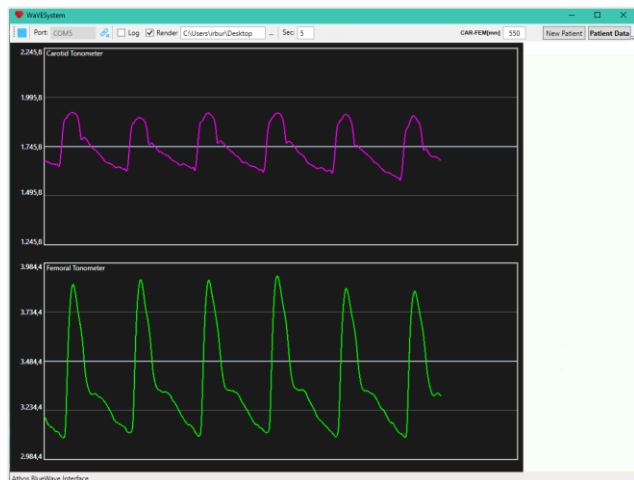 WaVESystem
Port: COM5 Log Render C:\Users\irbur\Desktop ... Sec: 5 CAR-FEM[mm] 550 New Patient Patient Data
2.245,8
Carotid Tonometer
1.995,8
1.745,8
1.495,8
1.245,8
3.984,4
Femoral Tonometer
3.734,4
3.484,4
3.234,4
2.984,4
Athos BlueWave Interface